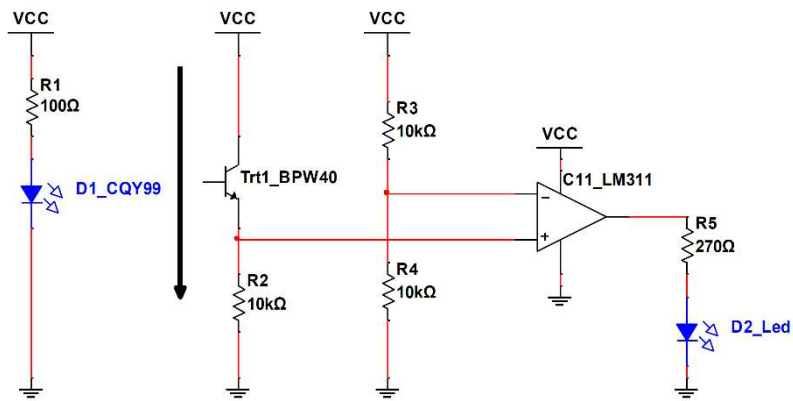 VCC
VCC
VCC
R1
100Ω
R3
10kΩ
VCC
D1_CQY99
Trt1_BPW40
C11_LM311
R5
270Ω
R2
10kΩ
R4
10kΩ
D2_Led